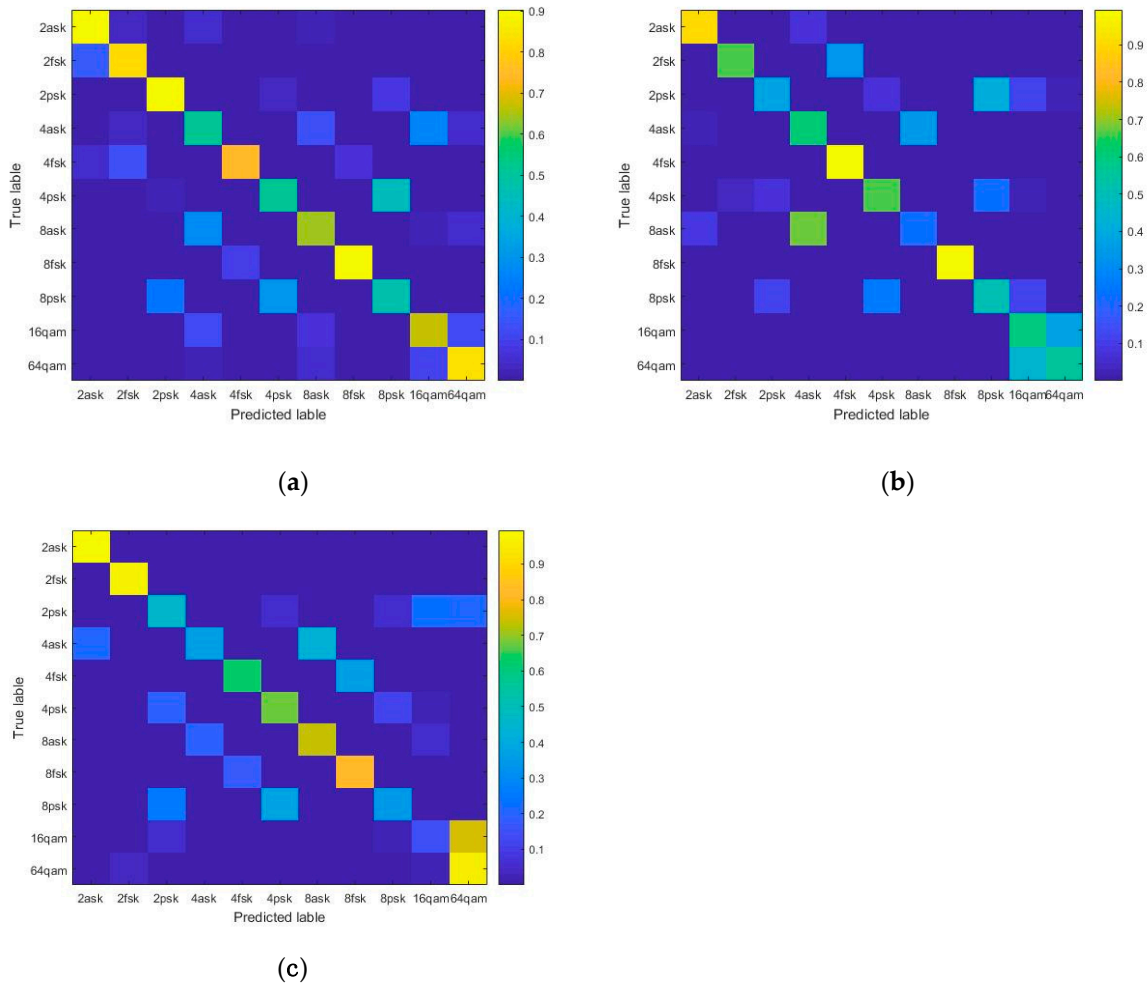 2ask
2fsk
2psk
4ask
4fsk
4psk
8ask
8fsk
8psk
16qam
64qam
True lable
2ask 2fsk 2psk 4ask 4fsk 4psk 8ask 8fsk 8psk 16qam 64qam
Predicted lable
0.9
0.8
0.7
0.6
0.5
0.4
0.3
0.2
0.1
(a)
2ask
2fsk
2psk
4ask
4fsk
4psk
8ask
8fsk
8psk
16qam
64qam
True lable
2ask 2fsk 2psk 4ask 4fsk 4psk 8ask 8fsk 8psk 16qam 64qam
Predicted lable
0.9
0.8
0.7
0.6
0.5
0.4
0.3
0.2
0.1
(b)
2ask
2fsk
2psk
4ask
4fsk
4psk
8ask
8fsk
8psk
16qam
64qam
True lable
2ask 2fsk 2psk 4ask 4fsk 4psk 8ask 8fsk 8psk 16qam 64qam
Predicted lable
0.9
0.8
0.7
0.6
0.5
0.4
0.3
0.2
0.1
(c)